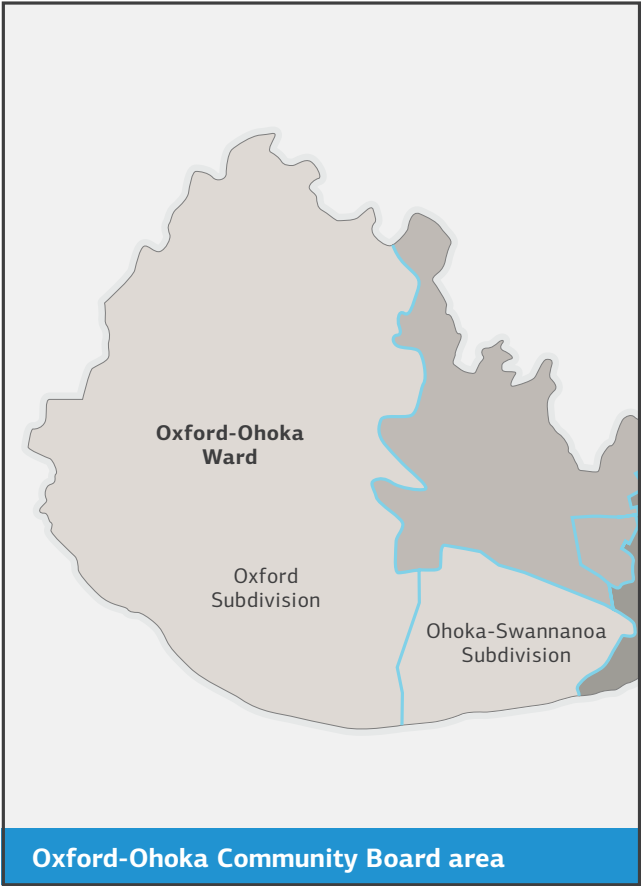 Oxford-Ohoka
Ward
Oxford
Subdivision
Ohoka-Swannanoa
Subdivision
Oxford-Ohoka Community Board area